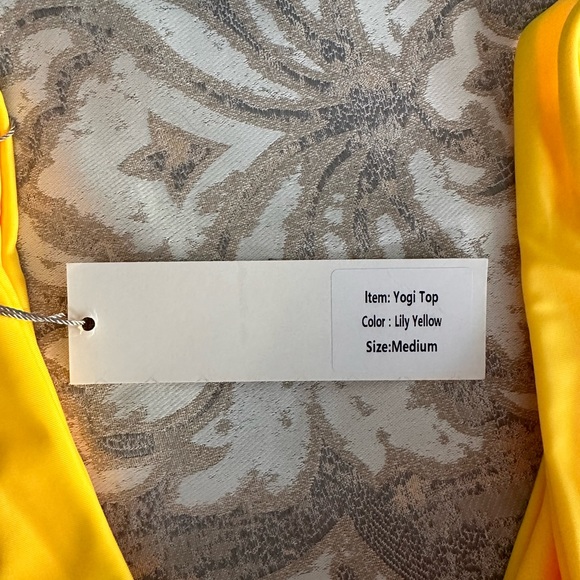 Item: Yogi Top
Color : Lily Yellow
Size:Medium